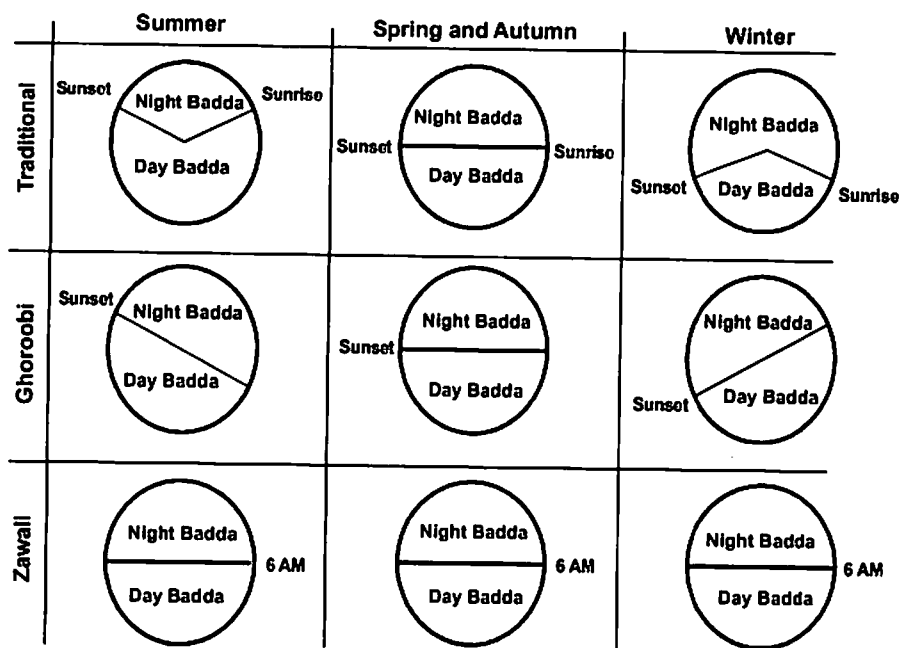 Summer Spring and Autumn Winter
Traditional
Sunset Night Badda Sunrise
Day Badda
Night Badda
Sunset Sunrise
Day Badda
Night Badda
Sunset Day Badda Sunrise
Ghoroobi
Sunset Night Badda
Day Badda
Night Badda
Sunset
Day Badda
Night Badda
Sunset Day Badda
Zawali
Night Badda
6 AM
Day Badda
Night Badda
6 AM
Day Badda
Night Badda
6 AM
Day Badda